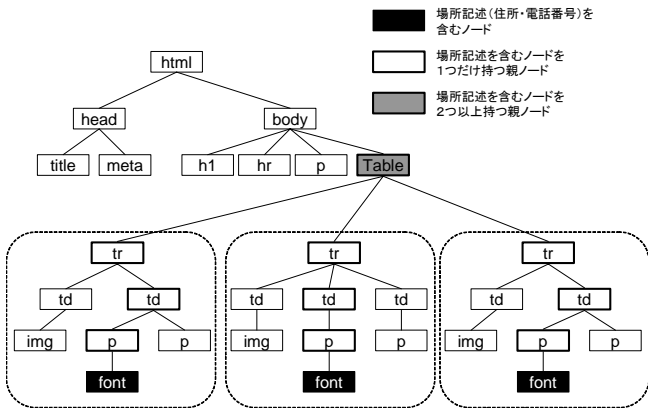 場所記述(住所・電話番号)を
含むノード
場所記述を含むノードを
1つだけ持つ親ノード
場所記述を含むノードを
2つ以上持つ親ノード
html
head body
title meta h1 hr p Table
tr tr tr
td td td td td td td
img p p img p p img p p
font font font